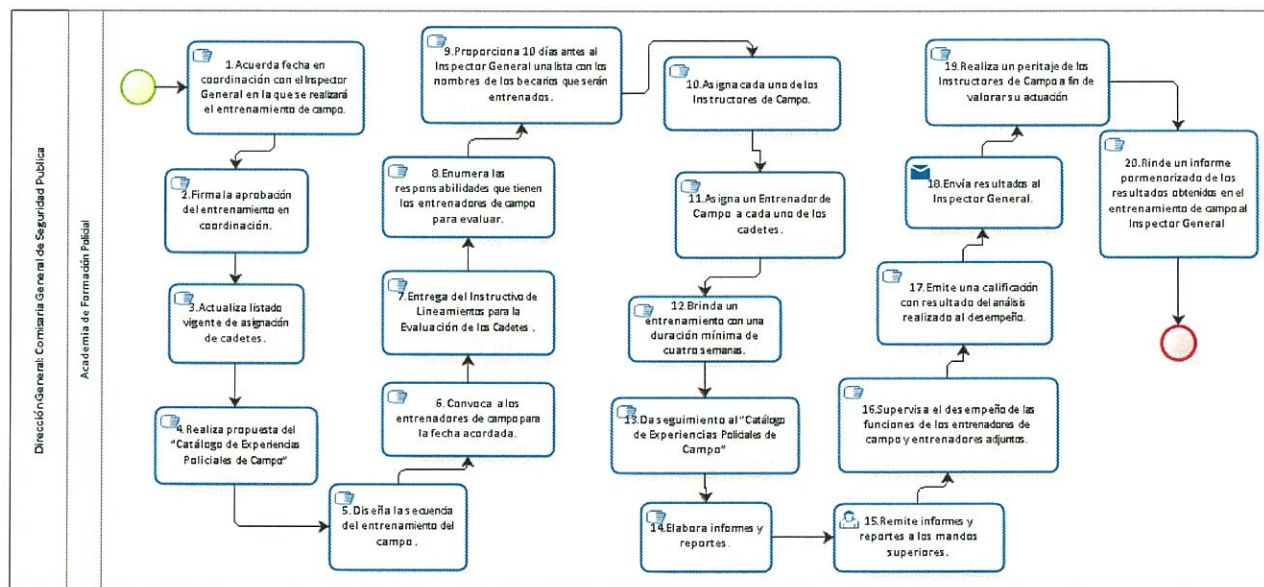 Dirección General: Comisaría General de Seguridad Publica
Academia de Formación Policial
1.Acuerda fecha en
coordinación con el Inspector
General en la que se realizará
el entrenamiento de campo.
2.Firma la aprobación
del entrenamiento en
coordinación.
3.Actualiza listado
vigente de asignación
de cadetes.
4.Realiza propuesta del
"Catálogo de Experiencias
Policiales de Campo"
5.Diseña la secuencia
del entrenamiento del
campo.
6.Convoca a los
entrenadores de campo para
la fecha acordada.
7.Entrega del Instructivo de
Lineamientos para la
Evaluación de los Cadetes.
8.Enumera las
responsabilidades que tienen
los entrenadores de campo
para evaluar.
9.Proporciona 10 días antes al
Inspector General una lista con los
nombres de los becarios que serán
entrenados.
10.Asigna cada uno de los
Instructores de Campo.
11.Asigna un Entrenador de
Campo a cada uno de los
cadetes.
12.Brinda un
entrenamiento con una
duración mínima de
cuatro semanas.
13.Da seguimiento al "Catálogo
de Experiencias Policiales de
Campo"
14.Elabora informes y
reportes.
15.Remite informes y
reportes a los mandos
superiores.
16.Supervisa el desempeño de las
funciones de los entrenadores de
campo y entrenadores adjuntos.
17.Emite una calificación
con resultado del análisis
realizado al desempeño.
18.Envía resultados al
Inspector General.
19.Realiza un peritaje de los
Instructores de Campo a fin de
valorar su actuación
20.Rinde un informe
pormenorizado de los
resultados obtenidos en el
entrenamiento de campo al
Inspector General